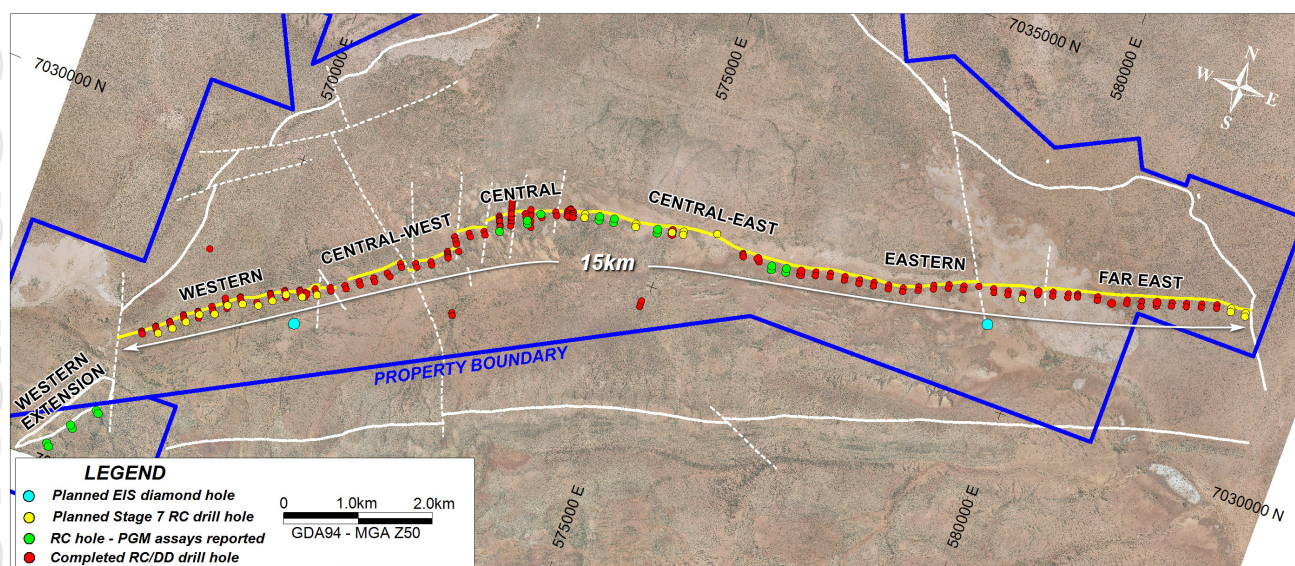 7030000 N
570000 E
575000 E
7035000 N
580000 E
N
W
E
S
CENTRAL
CENTRAL-WEST
CENTRAL-EAST
WESTERN
15km
EASTERN
FAR EAST
PROPERTY BOUNDARY
WESTERN
EXTENSION
LEGEND
Planned EIS diamond hole
Planned Stage 7 RC drill hole
RC hole - PGM assays reported
Completed RC/DD drill hole
0 1.0km 2.0km
GDA94 - MGA Z50
575000 E
580000 E
7030000 N